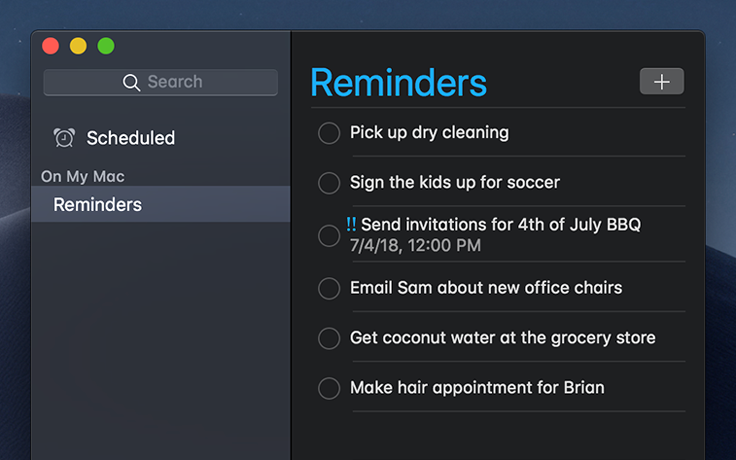 Search
Scheduled
On My Mac
Reminders
Reminders
+
Pick up dry cleaning
Sign the kids up for soccer
!! Send invitations for 4th of July BBQ
7/4/18, 12:00 PM
Email Sam about new office chairs
Get coconut water at the grocery store
Make hair appointment for Brian